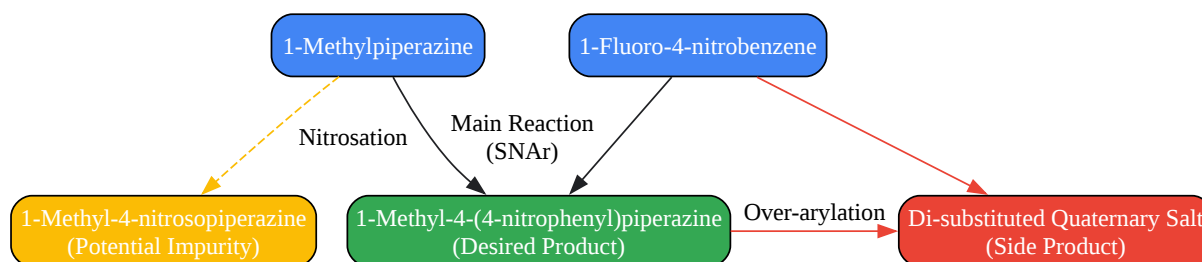 1-Methylpiperazine
1-Fluoro-4-nitrobenzene
Nitrosation
Main Reaction
(SNAr)
1-Methyl-4-nitrosopiperazine
(Potential Impurity)
1-Methyl-4-(4-nitrophenyl)piperazine
(Desired Product)
Over-arylation
Di-substituted Quaternary Salt
(Side Product)